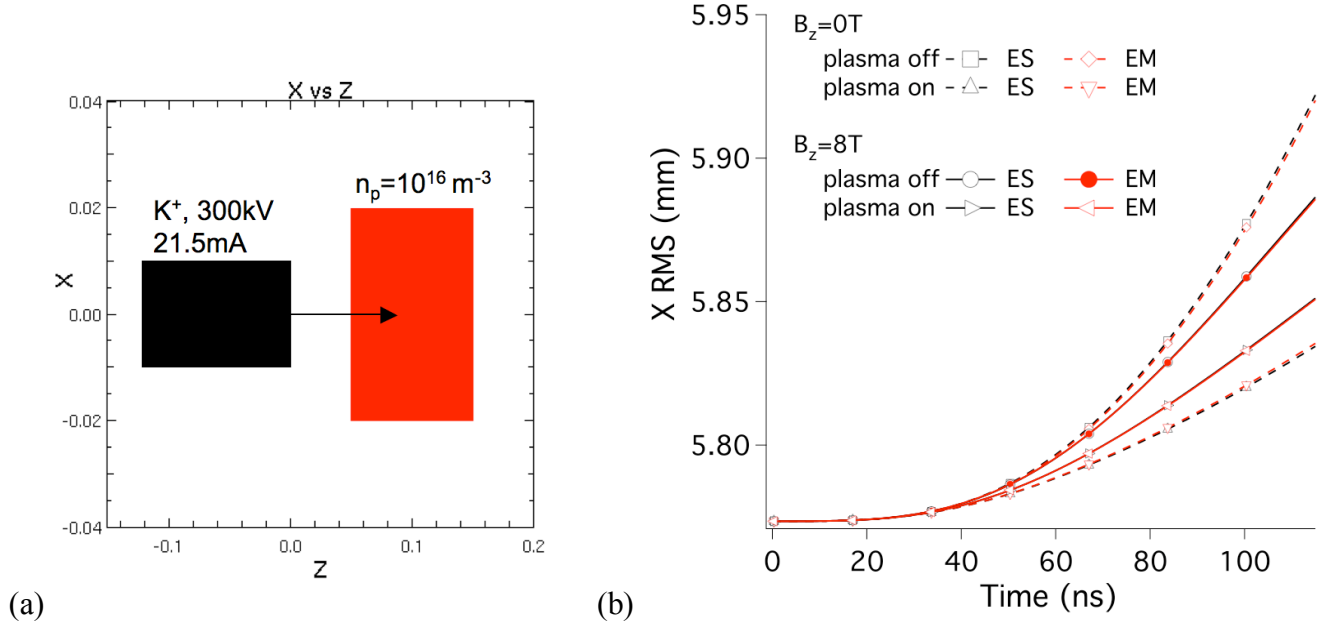 X vs Z
0.04
0.02
0.00
-0.02
-0.04
X
K+, 300kV
21.5mA
np=10^16 m^-3
-0.1
0.0
0.1
0.2
Z
(a)
5.95
5.90
5.85
5.80
X RMS (mm)
Bz=0T
plasma off ES EM
plasma on ES EM
Bz=8T
plasma off ES EM
plasma on ES EM
0 20 40 60 80 100
Time (ns)
(b)